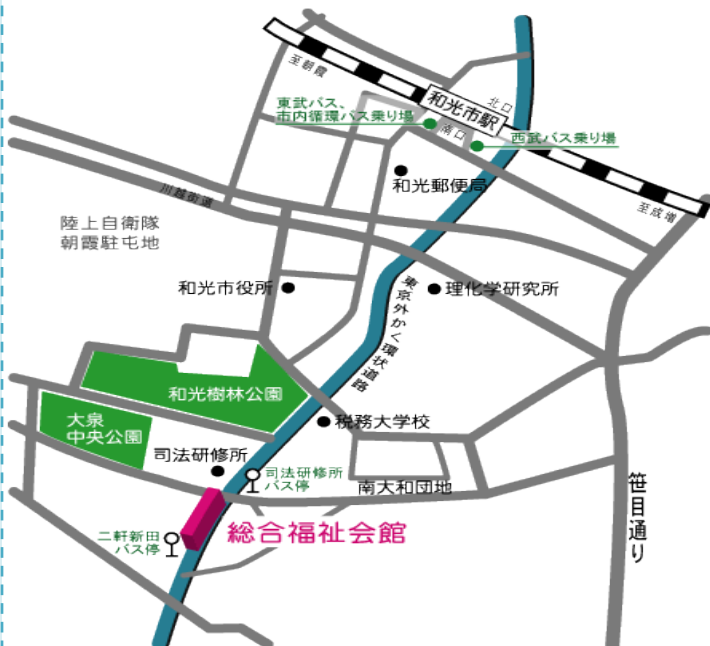 至朝霞
北口
和光市駅
東武バス、
市内循環バス乗り場
南口
西武バス乗り場
和光郵便局
川越街道
至成増
陸上自衛隊
朝霞駐屯地
和光市役所
理化学研究所
東京外かく環状道路
和光樹林公園
大泉
中央公園
税務大学校
司法研修所
司法研修所
バス停
南大和団地
笹目通り
総合福祉会館
二軒新田
バス停